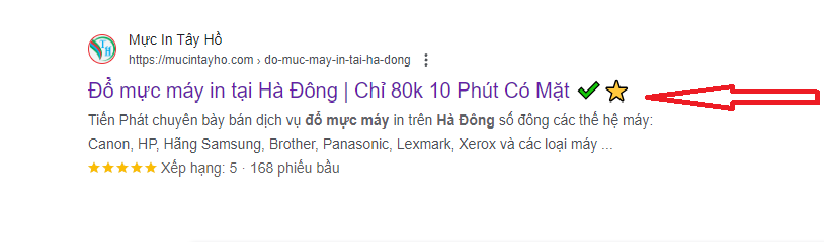 Mực In Tây Hồ
https://mucintayho.com › do-muc-may-in-tai-ha-dong
Đổ mực máy in tại Hà Đông | Chỉ 80k 10 Phút Có Mặt ✔⭐
Tiến Phát chuyên bày bán dịch vụ đổ mực máy in trên Hà Đông số đông các thế hệ máy:
Canon, HP, Hãng Samsung, Brother, Panasonic, Lexmark, Xerox và các loại máy ...
★★★★★ Xếp hạng: 5 · 168 phiếu bầu